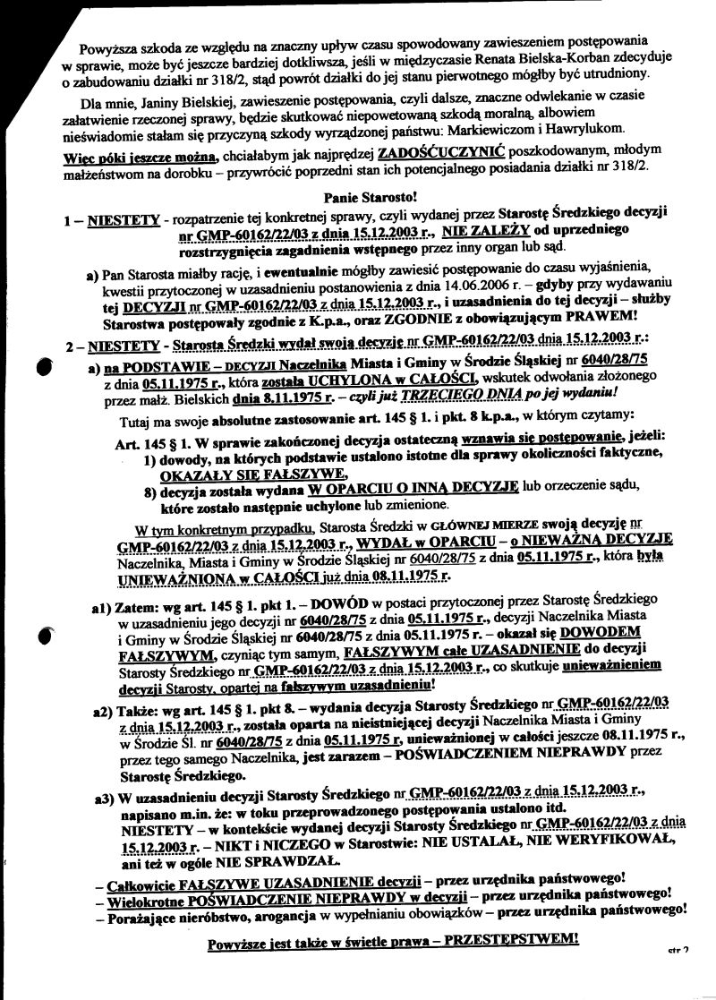 Powyższa szkoda ze względu na znaczny upływ czasu spowodowany zawieszeniem postępowania
w sprawie, może być jeszcze bardziej dotkliwsza, jeśli w międzyczasie Renata Bielska-Korban zdecyduje
o zabudowaniu działki nr 318/2, stąd powrót działki do jej stanu pierwotnego mógłby być utrudniony.
Dla mnie, Janiny Bielskiej, zawieszenie postępowania, czyli dalsze, znaczne odwlekanie w czasie
załatwienie rzeczonej sprawy, będzie skutkować niepowetowaną szkodą moralną, albowiem
nieświadomie stałam się przyczyną szkody wyrządzonej państwu: Markiewiczom i Hawrylukom.
Więc póki jeszcze można, chciałabym jak najprędzej ZADOŚĆUCZYNIĆ poszkodowanym, młodym
małżeństwom na dorobku – przywrócić poprzedni stan ich potencjalnego posiadania działki nr 318/2.
Panie Starosto!
1 – NIESTETY - rozpatrzenie tej konkretnej sprawy, czyli wydanej przez Starostę Średzkiego decyzji
nr GMP-60162/22/03 z dnia 15.12.2003 r., NIE ZALEŻY od uprzedniego
rozstrzygnięcia zagadnienia wstępnego przez inny organ lub sąd.
a) Pan Starosta miałby rację, i ewentualnie mógłby zawiesić postępowanie do czasu wyjaśnienia,
kwestii przytoczonej w uzasadnieniu postanowienia z dnia 14.06.2006 r. – gdyby przy wydawaniu
tej DECYZJI nr GMP-60162/22/03 z dnia 15.12.2003 r., i uzasadnienia do tej decyzji – służby
Starostwa postępowały zgodnie z K.p.a., oraz ZGODNIE z obowiązującym PRAWEM!
2 – NIESTETY - Starosta Średzki wydał swoją decyzję nr GMP-60162/22/03 dnia 15.12.2003 r.:
a) na PODSTAWIE – DECYZJI Naczelnika Miasta i Gminy w Środzie Śląskiej nr 6040/28/75
z dnia 05.11.1975 r., która została UCHYLONA w CAŁOŚCI, wskutek odwołania złożonego
przez małż. Bielskich dnia 8.11.1975 r. – czyli już TRZECIEGO DNIA po jej wydaniu!
Tutaj ma swoje absolutne zastosowanie art. 145 § 1. i pkt. 8 k.p.a., w którym czytamy:
Art. 145 § 1. W sprawie zakończonej decyzja ostateczną wznawia się postępowanie, jeżeli:
1) dowody, na których podstawie ustalono istotne dla sprawy okoliczności faktyczne,
OKAZAŁY SIĘ FAŁSZYWE,
8) decyzja została wydana W OPARCIU O INNĄ DECYZJĘ lub orzeczenie sądu,
które zostało następnie uchylone lub zmienione.
W tym konkretnym przypadku, Starosta Średzki w GŁÓWNEJ MIERZE swoją decyzję nr
GMP-60162/22/03 z dnia 15.12.2003 r., WYDAŁ w OPARCIU – o NIEWAŻNĄ DECYZJĘ
Naczelnika, Miasta i Gminy w Środzie Śląskiej nr 6040/28/75 z dnia 05.11.1975 r., która była
UNIEWAŻNIONA w CAŁOŚCI już dnia 08.11.1975 r.
a1) Zatem: wg art. 145 § 1. pkt 1. – DOWÓD w postaci przytoczonej przez Starostę Średzkiego
w uzasadnieniu jego decyzji nr 6040/28/75 z dnia 05.11.1975 r., decyzji Naczelnika Miasta
i Gminy w Środzie Śląskiej nr 6040/28/75 z dnia 05.11.1975 r. – okazał się DOWODEM
FAŁSZYWYM, czyniąc tym samym, FAŁSZYWYM całe UZASADNIENIE do decyzji
Starosty Średzkiego nr GMP-60162/22/03 z dnia 15.12.2003 r., co skutkuje unieważnieniem
decyzji Starosty, opartej na fałszywym uzasadnieniu!
a2) Także: wg art. 145 § 1. pkt 8. – wydania decyzja Starosty Średzkiego nr GMP-60162/22/03
z dnia 15.12.2003 r., została oparta na nieistniejącej decyzji Naczelnika Miasta i Gminy
w Środzie Śl. nr 6040/28/75 z dnia 05.11.1975 r, unieważnionej w całości jeszcze 08.11.1975 r.,
przez tego samego Naczelnika, jest zarazem – POŚWIADCZENIEM NIEPRAWDY przez
Starostę Średzkiego.
a3) W uzasadnieniu decyzji Starosty Średzkiego nr GMP-60162/22/03 z dnia 15.12.2003 r.,
napisano m.in. że: w toku przeprowadzonego postępowania ustalono itd.
NIESTETY – w kontekście wydanej decyzji Starosty Średzkiego nr GMP-60162/22/03 z dnia
15.12.2003 r. – NIKT i NICZEGO w Starostwie: NIE USTALAŁ, NIE WERYFIKOWAŁ,
ani też w ogóle NIE SPRAWDZAŁ.
– Całkowicie FAŁSZYWE UZASADNIENIE decyzji – przez urzędnika państwowego!
– Wielokrotne POŚWIADCZENIE NIEPRAWDY w decyzji – przez urzędnika państwowego!
– Porażające nieróbstwo, arogancja w wypełnianiu obowiązków – przez urzędnika państwowego!
Powyższe jest także w świetle prawa – PRZESTĘPSTWEM!
str 2